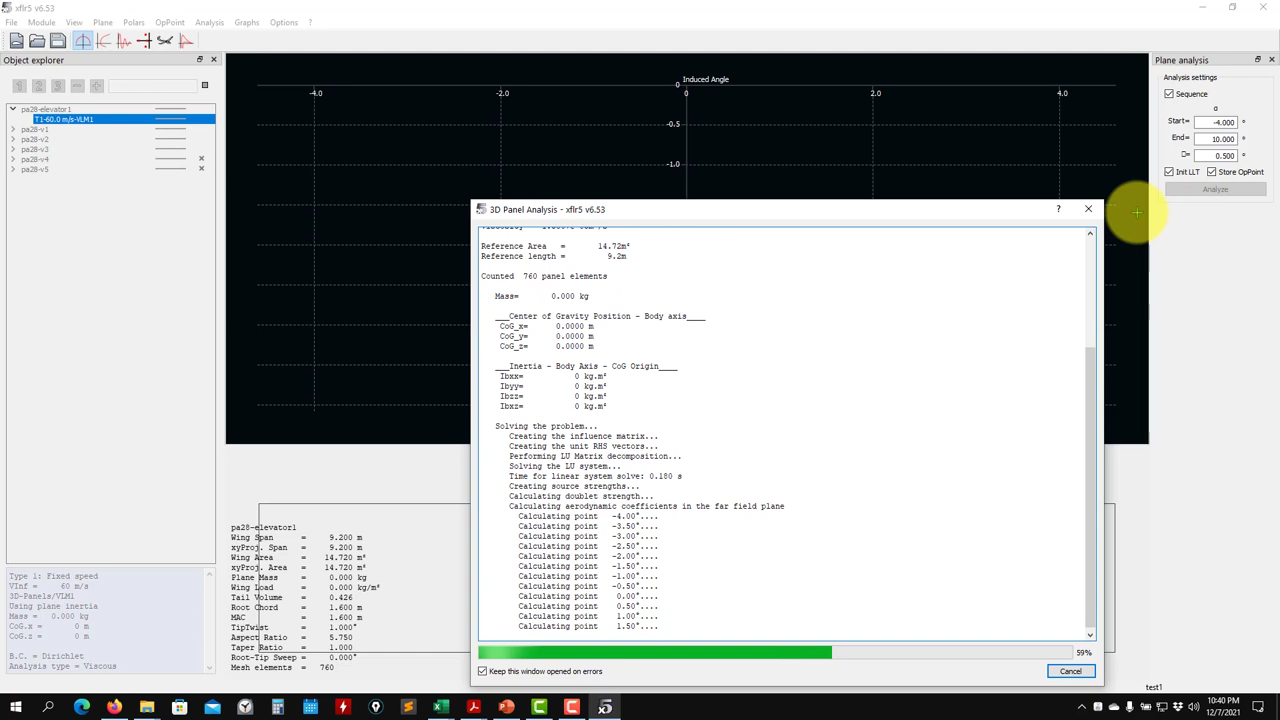 xflr5 v6.53
File Module View Plane Polars OpPoint Analysis Graphs Options ?
Object explorer
pa28-elevator1
T1-60.0 m/s-VLM1
pa28-v1
pa28-v2
pa28-v3
pa28-v4
pa28-v5
Type 1: Fixed speed
VInf = 60 m/s
3D-Panels/VLM1
Using plane inertia
Mass = 0.000 kg
CoG.x = 0 m
CoG.z = 0 m
B.C. = Dirichlet
Analysis type = Viscous
Induced Angle
-4.0 -2.0 0 2.0 4.0
0
-0.5
-1.0
pa28-elevator1
Wing Span = 9.200 m
xyProj. Span = 9.200 m
Wing Area = 14.720 m²
xyProj. Area = 14.720 m²
Plane Mass = 0.000 kg
Wing Load = 0.000 kg/m²
Tail Volume = 0.426
Root Chord = 1.600 m
MAC = 1.600 m
TipTwist = 1.000°
Aspect Ratio = 5.750
Taper Ratio = 1.000
Root-Tip Sweep = 0.000°
Mesh elements = 760
3D Panel Analysis - xflr5 v6.53
?
Reference Area = 14.72m²
Reference length = 9.2m
Counted 760 panel elements
Mass= 0.000 kg
___Center of Gravity Position - Body axis____
CoG_x= 0.0000 m
CoG_y= 0.0000 m
CoG_z= 0.0000 m
___Inertia - Body Axis - CoG Origin____
Ibxx= 0 kg.m²
Ibyy= 0 kg.m²
Ibzz= 0 kg.m²
Ibxz= 0 kg.m²
Solving the problem...
Creating the influence matrix...
Creating the unit RHS vectors...
Performing LU Matrix decomposition...
Solving the LU system...
Time for linear system solve: 0.180 s
Creating source strengths...
Calculating doublet strength...
Calculating aerodynamic coefficients in the far field plane
Calculating point -4.00°....
Calculating point -3.50°....
Calculating point -3.00°....
Calculating point -2.50°....
Calculating point -2.00°....
Calculating point -1.50°....
Calculating point -1.00°....
Calculating point -0.50°....
Calculating point 0.00°....
Calculating point 0.50°....
Calculating point 1.00°....
Calculating point 1.50°....
59%
Keep this window opened on errors
Cancel
Plane analysis
Analysis settings
Sequence
α
Start= -4.000 °
End= 10.000 °
= 0.500 °
Init LLT Store OpPoint
Analyze
test1
10:40 PM
12/7/2021